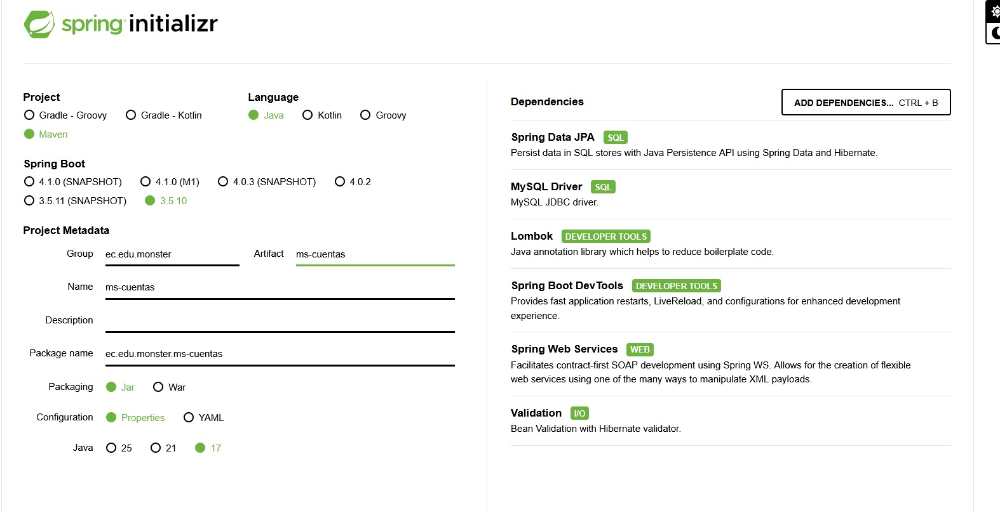 spring initializr
Project
Gradle - Groovy Gradle - Kotlin
Maven
Language
Java Kotlin Groovy
Spring Boot
4.1.0 (SNAPSHOT) 4.1.0 (M1) 4.0.3 (SNAPSHOT) 4.0.2
3.5.11 (SNAPSHOT) 3.5.10
Project Metadata
Group ec.edu.monster Artifact ms-cuentas
Name ms-cuentas
Description
Package name ec.edu.monster.ms-cuentas
Packaging Jar War
Configuration Properties YAML
Java 25 21 17
Dependencies
ADD DEPENDENCIES... CTRL + B
Spring Data JPA SQL
Persist data in SQL stores with Java Persistence API using Spring Data and Hibernate.
MySQL Driver SQL
MySQL JDBC driver.
Lombok DEVELOPER TOOLS
Java annotation library which helps to reduce boilerplate code.
Spring Boot DevTools DEVELOPER TOOLS
Provides fast application restarts, LiveReload, and configurations for enhanced development
experience.
Spring Web Services WEB
Facilitates contract-first SOAP development using Spring WS. Allows for the creation of flexible
web services using one of the many ways to manipulate XML payloads.
Validation I/O
Bean Validation with Hibernate validator.